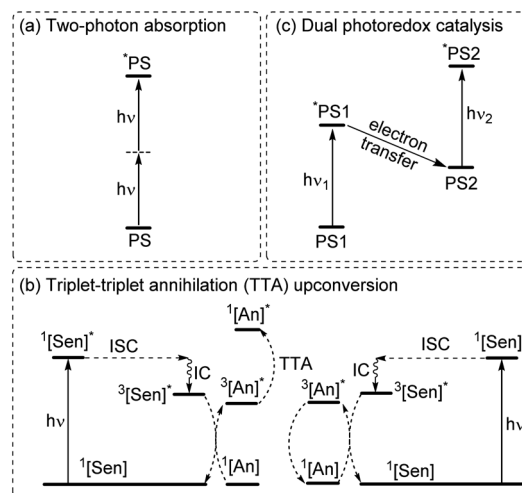 (a) Two-photon absorption
*PS
hν
hν
PS
(c) Dual photoredox catalysis
*PS2
*PS1
electron
transfer
hν₂
hν₁
PS2
PS1
(b) Triplet-triplet annihilation (TTA) upconversion
¹[An]*
¹[Sen]* ISC ISC ¹[Sen]
TTA
IC IC
³[Sen]* ³[An]* ³[An]* ³[Sen]*
hν hν
¹[Sen] ¹[An] ¹[An] ¹[Sen]